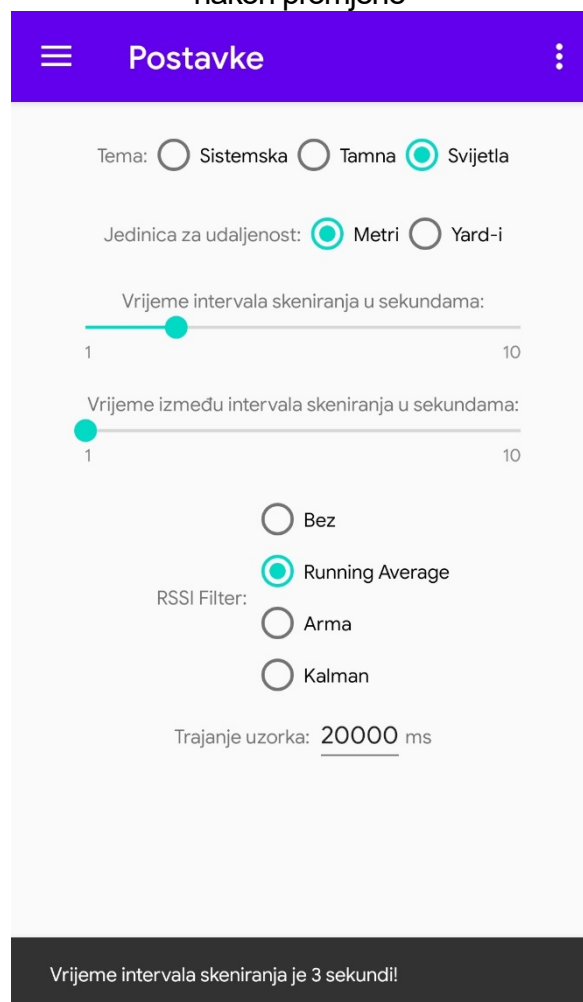 nakon promjene
Postavke
Tema: Sistemska Tamna Svijetla
Jedinica za udaljenost: Metri Yard-i
Vrijeme intervala skeniranja u sekundama:
1 10
Vrijeme između intervala skeniranja u sekundama:
1 10
Bez
Running Average
RSSI Filter:
Arma
Kalman
Trajanje uzorka: 20000 ms
Vrijeme intervala skeniranja je 3 sekundi!